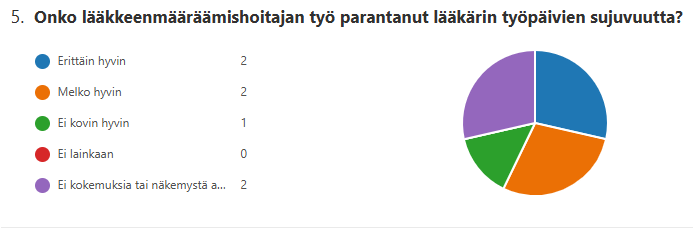 5. Onko lääkkeenmääräämishoitajan työ parantanut lääkärin työpäivien sujuvuutta?
Erittäin hyvin 2
Melko hyvin 2
Ei kovin hyvin 1
Ei lainkaan 0
Ei kokemuksia tai näkemystä a... 2